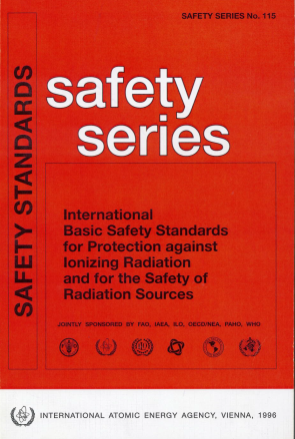 SAFETY SERIES No. 115
SAFETY STANDARDS
safety
series
International
Basic Safety Standards
for Protection against
Ionizing Radiation
and for the Safety of
Radiation Sources
JOINTLY SPONSORED BY FAO, IAEA, ILO, OECD/NEA, PAHO, WHO
INTERNATIONAL ATOMIC ENERGY AGENCY, VIENNA, 1996